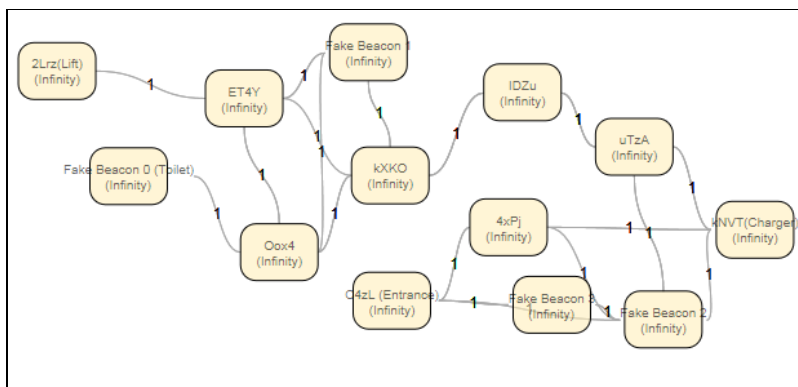 2Lrz(Lift)
(Infinity)
1
ET4Y
(Infinity)
1
Fake Beacon 1
(Infinity)
1
1
1
1
Fake Beacon 0 (Toilet)
(Infinity)
1
Oox4
(Infinity)
1
kXKO
(Infinity)
1
IDZu
(Infinity)
1
uTzA
(Infinity)
1
1
4xPj
(Infinity)
1
1
1
kNVT(Charger)
(Infinity)
1
C4zL (Entrance)
(Infinity)
1
1
Fake Beacon 3
(Infinity)
1
Fake Beacon 2
(Infinity)